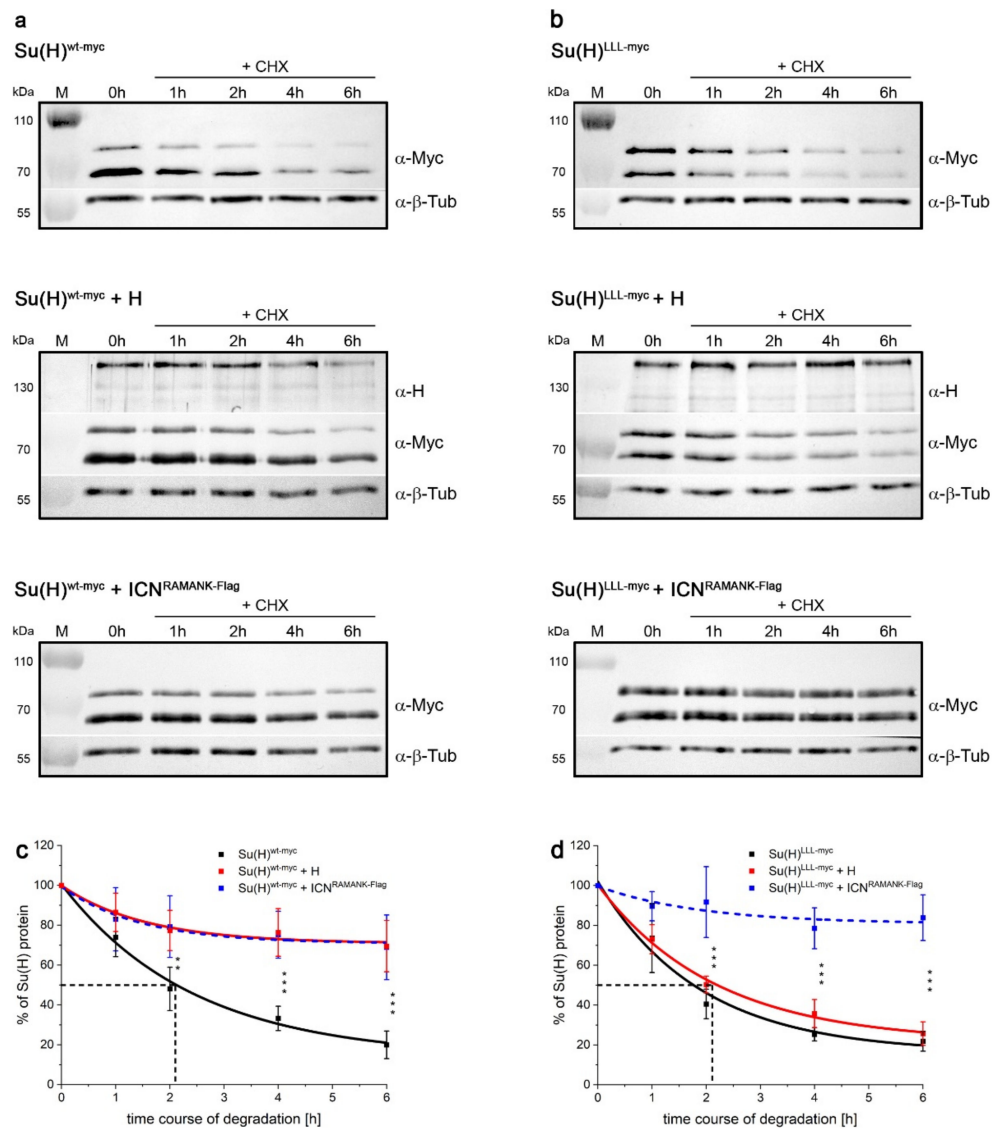 a
Su(H)wt-myc
+ CHX
kDa M 0h 1h 2h 4h 6h
110
α-Myc
70
α-β-Tub
55
Su(H)wt-myc + H
+ CHX
kDa M 0h 1h 2h 4h 6h
130
α-H
α-Myc
70
α-β-Tub
55
Su(H)wt-myc + ICNRAMANK-Flag
+ CHX
kDa M 0h 1h 2h 4h 6h
110
α-Myc
70
α-β-Tub
55
b
Su(H)LLL-myc
+ CHX
kDa M 0h 1h 2h 4h 6h
110
α-Myc
70
α-β-Tub
55
Su(H)LLL-myc + H
+ CHX
kDa M 0h 1h 2h 4h 6h
130
α-H
α-Myc
70
α-β-Tub
55
Su(H)LLL-myc + ICNRAMANK-Flag
+ CHX
kDa M 0h 1h 2h 4h 6h
110
α-Myc
70
α-β-Tub
55
c
Su(H)wt-myc
Su(H)wt-myc + H
Su(H)wt-myc + ICNRAMANK-Flag
120
100
80
60
40
20
0
% of Su(H) protein
**
***
***
0 1 2 3 4 5 6
time course of degradation [h]
d
Su(H)LLL-myc
Su(H)LLL-myc + H
Su(H)LLL-myc + ICNRAMANK-Flag
120
100
80
60
40
20
0
% of Su(H) protein
***
***
***
0 1 2 3 4 5 6
time course of degradation [h]